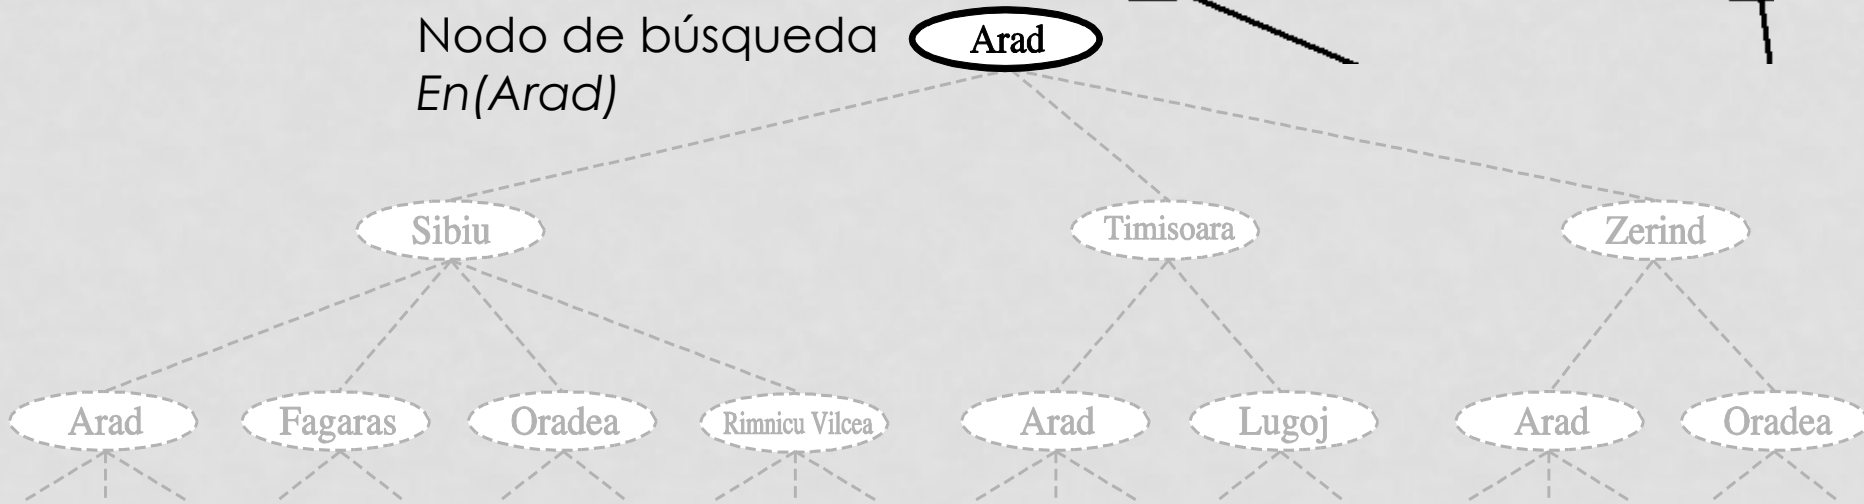 Nodo de búsqueda
En(Arad)
Arad
Sibiu
Timisoara
Zerind
Arad
Fagaras
Oradea
Rimnicu Vilcea
Arad
Lugoj
Arad
Oradea